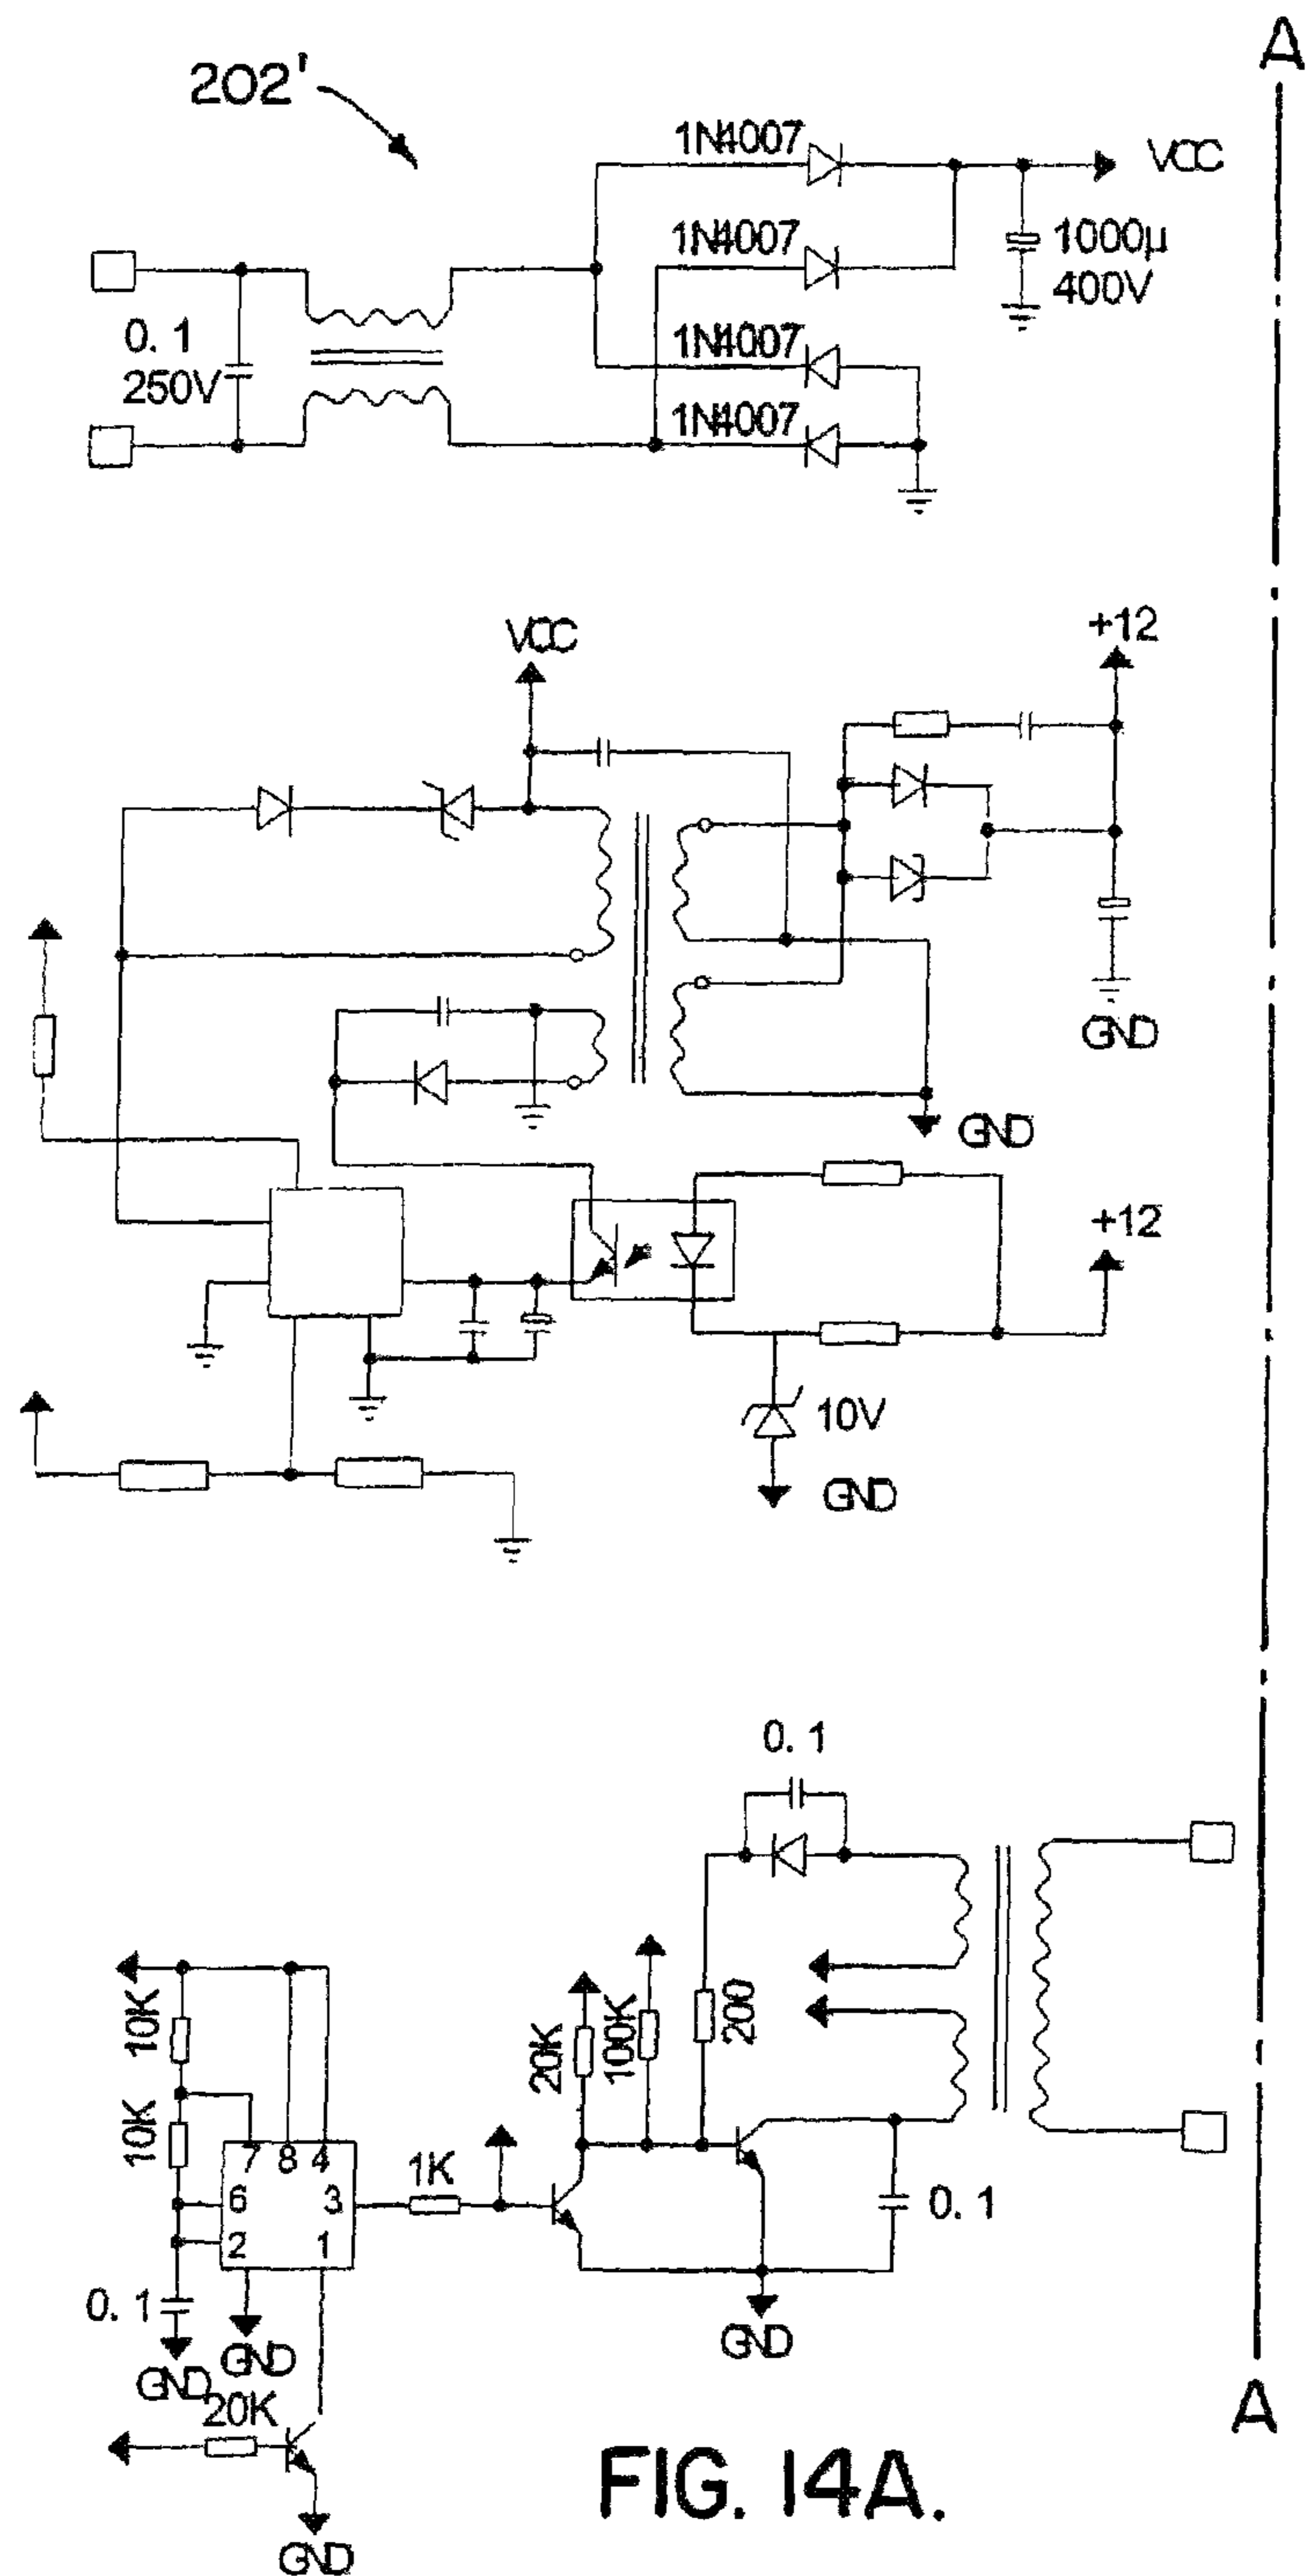 A
202'
1N4007
VCC
1N4007
1000µ
400V
0. 1
250V
1N4007
1N4007
VCC
+12
GND
GND
+12
10V
GND
0. 1
10K
20K
100K
200
10K
7 8 4
1K
6 3
2 1
0. 1
0. 1
GND
GND
GND
20K
A
FIG. 14A.
GND